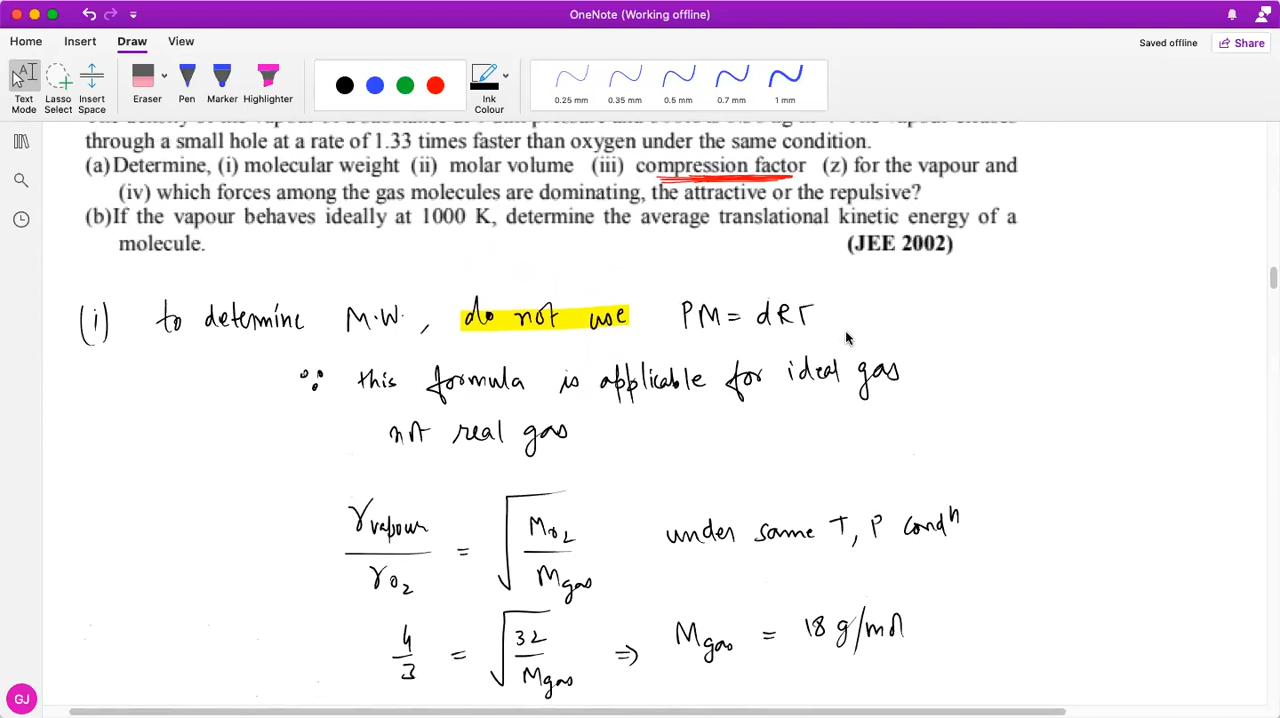 OneNote (Working offline)
Home Insert Draw View
Saved offline
Share
Text Mode
Lasso Select
Insert Space
Eraser
Pen
Marker
Highlighter
Ink Colour
0.25 mm
0.35 mm
0.5 mm
0.7 mm
1 mm
through a small hole at a rate of 1.33 times faster than oxygen under the same condition.
(a) Determine, (i) molecular weight (ii) molar volume (iii) compression factor (z) for the vapour and
(iv) which forces among the gas molecules are dominating, the attractive or the repulsive?
(b) If the vapour behaves ideally at 1000 K, determine the average translational kinetic energy of a
molecule. (JEE 2002)
(i) to determine M.W., do not use PM = dRT
∵ this formula is applicable for ideal gas
not real gas
r vapour / r O2 = √(M O2 / M gas) under same T, P condn
4/3 = √(32 / M gas) ⇒ M gas = 18 g/mol
GJ